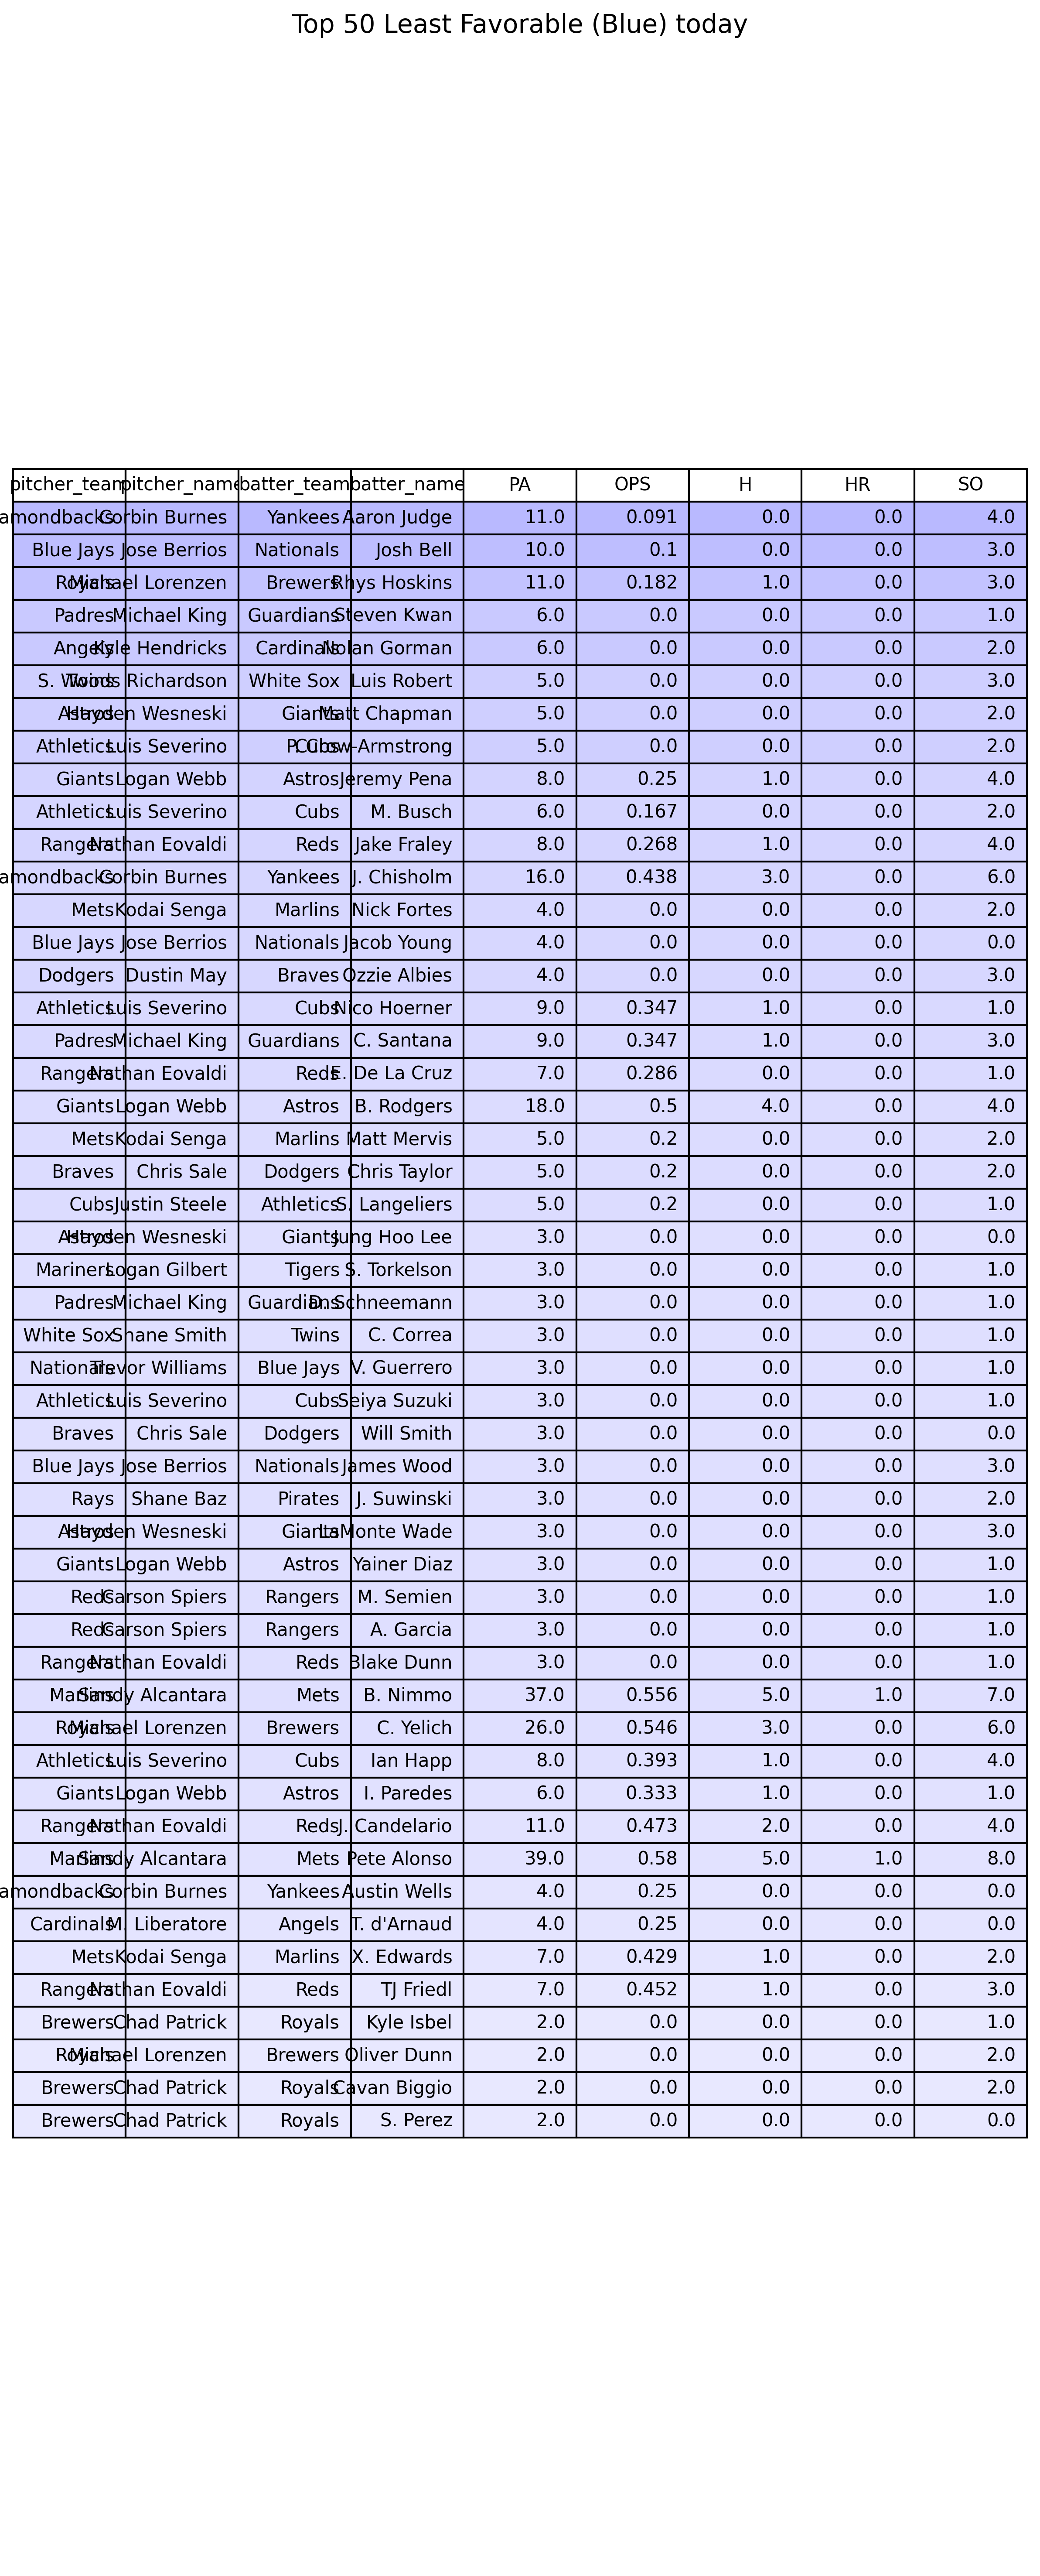 Top 50 Least Favorable (Blue) today
pitcher_team pitcher_name batter_team batter_name PA OPS H HR SO
amondbacks Corbin Burnes Yankees Aaron Judge 11.0 0.091 0.0 0.0 4.0
Blue Jays Jose Berrios Nationals Josh Bell 10.0 0.1 0.0 0.0 3.0
Royals Michael Lorenzen Brewers Rhys Hoskins 11.0 0.182 1.0 0.0 3.0
Padres Michael King Guardians Steven Kwan 6.0 0.0 0.0 0.0 1.0
Angels Kyle Hendricks Cardinals Nolan Gorman 6.0 0.0 0.0 0.0 2.0
Twins S. Woods Richardson White Sox Luis Robert 5.0 0.0 0.0 0.0 3.0
Astros Hayden Wesneski Giants Matt Chapman 5.0 0.0 0.0 0.0 2.0
Athletics Luis Severino Cubs P. Crow-Armstrong 5.0 0.0 0.0 0.0 2.0
Giants Logan Webb Astros Jeremy Pena 8.0 0.25 1.0 0.0 4.0
Athletics Luis Severino Cubs M. Busch 6.0 0.167 0.0 0.0 2.0
Rangers Nathan Eovaldi Reds Jake Fraley 8.0 0.268 1.0 0.0 4.0
amondbacks Corbin Burnes Yankees J. Chisholm 16.0 0.438 3.0 0.0 6.0
Mets Kodai Senga Marlins Nick Fortes 4.0 0.0 0.0 0.0 2.0
Blue Jays Jose Berrios Nationals Jacob Young 4.0 0.0 0.0 0.0 0.0
Dodgers Dustin May Braves Ozzie Albies 4.0 0.0 0.0 0.0 3.0
Athletics Luis Severino Cubs Nico Hoerner 9.0 0.347 1.0 0.0 1.0
Padres Michael King Guardians C. Santana 9.0 0.347 1.0 0.0 3.0
Rangers Nathan Eovaldi Reds E. De La Cruz 7.0 0.286 0.0 0.0 1.0
Giants Logan Webb Astros B. Rodgers 18.0 0.5 4.0 0.0 4.0
Mets Kodai Senga Marlins Matt Mervis 5.0 0.2 0.0 0.0 2.0
Braves Chris Sale Dodgers Chris Taylor 5.0 0.2 0.0 0.0 2.0
Cubs Justin Steele Athletics S. Langeliers 5.0 0.2 0.0 0.0 1.0
Astros Hayden Wesneski Giants Jung Hoo Lee 3.0 0.0 0.0 0.0 0.0
Mariners Logan Gilbert Tigers S. Torkelson 3.0 0.0 0.0 0.0 1.0
Padres Michael King Guardians D. Schneemann 3.0 0.0 0.0 0.0 1.0
White Sox Shane Smith Twins C. Correa 3.0 0.0 0.0 0.0 1.0
Nationals Trevor Williams Blue Jays V. Guerrero 3.0 0.0 0.0 0.0 1.0
Athletics Luis Severino Cubs Seiya Suzuki 3.0 0.0 0.0 0.0 1.0
Braves Chris Sale Dodgers Will Smith 3.0 0.0 0.0 0.0 0.0
Blue Jays Jose Berrios Nationals James Wood 3.0 0.0 0.0 0.0 3.0
Rays Shane Baz Pirates J. Suwinski 3.0 0.0 0.0 0.0 2.0
Astros Hayden Wesneski Giants LaMonte Wade 3.0 0.0 0.0 0.0 3.0
Giants Logan Webb Astros Yainer Diaz 3.0 0.0 0.0 0.0 1.0
Reds Carson Spiers Rangers M. Semien 3.0 0.0 0.0 0.0 1.0
Reds Carson Spiers Rangers A. Garcia 3.0 0.0 0.0 0.0 1.0
Rangers Nathan Eovaldi Reds Blake Dunn 3.0 0.0 0.0 0.0 1.0
Marlins Sandy Alcantara Mets B. Nimmo 37.0 0.556 5.0 1.0 7.0
Royals Michael Lorenzen Brewers C. Yelich 26.0 0.546 3.0 0.0 6.0
Athletics Luis Severino Cubs Ian Happ 8.0 0.393 1.0 0.0 4.0
Giants Logan Webb Astros I. Paredes 6.0 0.333 1.0 0.0 1.0
Rangers Nathan Eovaldi Reds J. Candelario 11.0 0.473 2.0 0.0 4.0
Marlins Sandy Alcantara Mets Pete Alonso 39.0 0.58 5.0 1.0 8.0
amondbacks Corbin Burnes Yankees Austin Wells 4.0 0.25 0.0 0.0 0.0
Cardinals M. Liberatore Angels T. d'Arnaud 4.0 0.25 0.0 0.0 0.0
Mets Kodai Senga Marlins X. Edwards 7.0 0.429 1.0 0.0 2.0
Rangers Nathan Eovaldi Reds TJ Friedl 7.0 0.452 1.0 0.0 3.0
Brewers Chad Patrick Royals Kyle Isbel 2.0 0.0 0.0 0.0 1.0
Royals Michael Lorenzen Brewers Oliver Dunn 2.0 0.0 0.0 0.0 2.0
Brewers Chad Patrick Royals Cavan Biggio 2.0 0.0 0.0 0.0 2.0
Brewers Chad Patrick Royals S. Perez 2.0 0.0 0.0 0.0 0.0